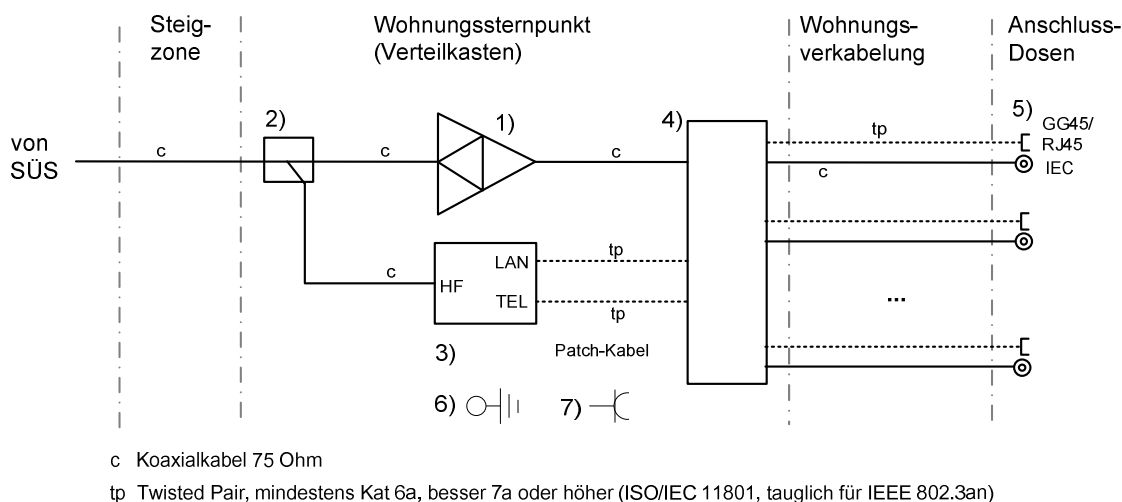 Steig-
zone
Wohnungssternpunkt
(Verteilkasten)
Wohnungs-
verkabelung
Anschluss-
Dosen
von
SÜS
c
2)
c
1)
c
4)
tp
c
5)
GG45/
RJ45
IEC
c
HF
LAN
TEL
tp
tp
3)
Patch-Kabel
...
6)
7)
c Koaxialkabel 75 Ohm
tp Twisted Pair, mindestens Kat 6a, besser 7a oder höher (ISO/IEC 11801, tauglich für IEEE 802.3an)